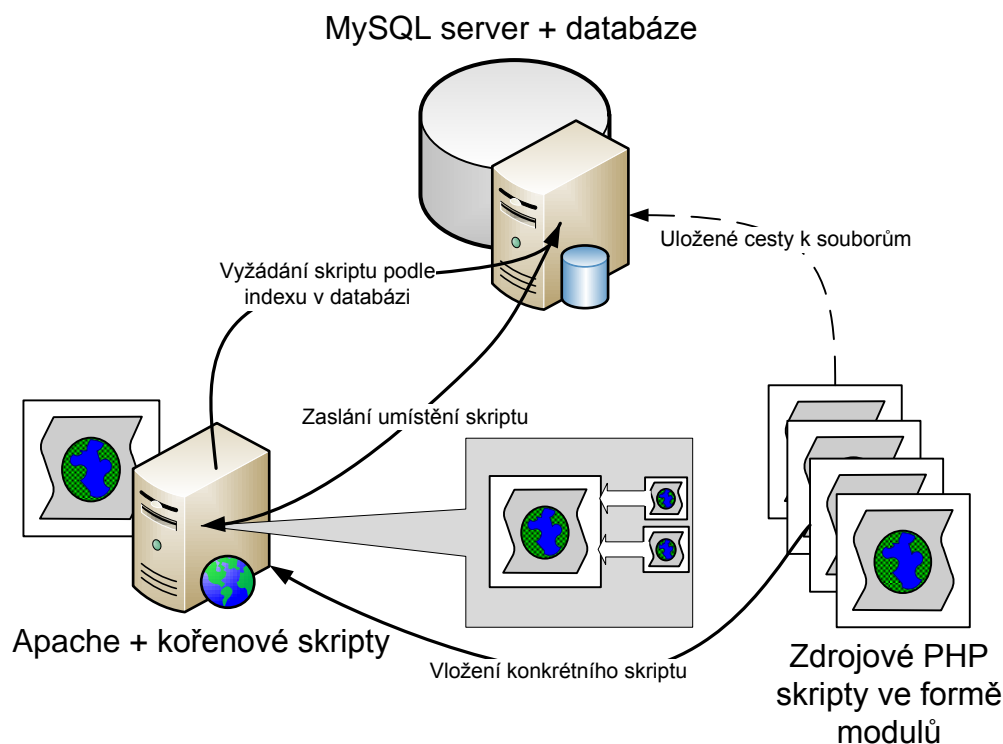 MySQL server + databáze
Uložené cesty k souborům
Vyžádání skriptu podle
indexu v databázi
Zaslání umístění skriptu
Apache + kořenové skripty
Vložení konkrétního skriptu
Zdrojové PHP
skripty ve formě
modulů